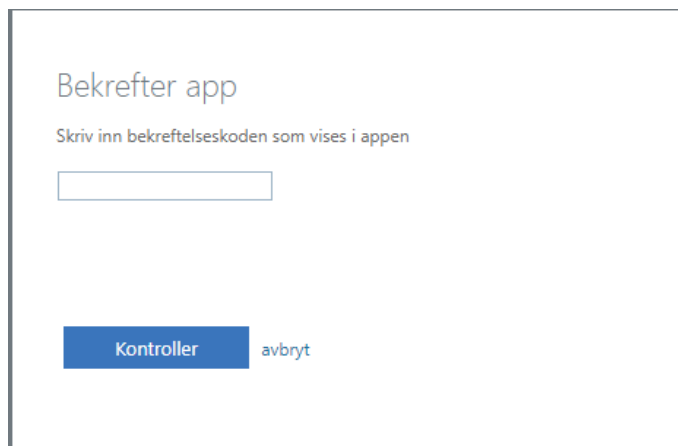 Bekrefter app
Skriv inn bekreftelseskoden som vises i appen
Kontroller avbryt